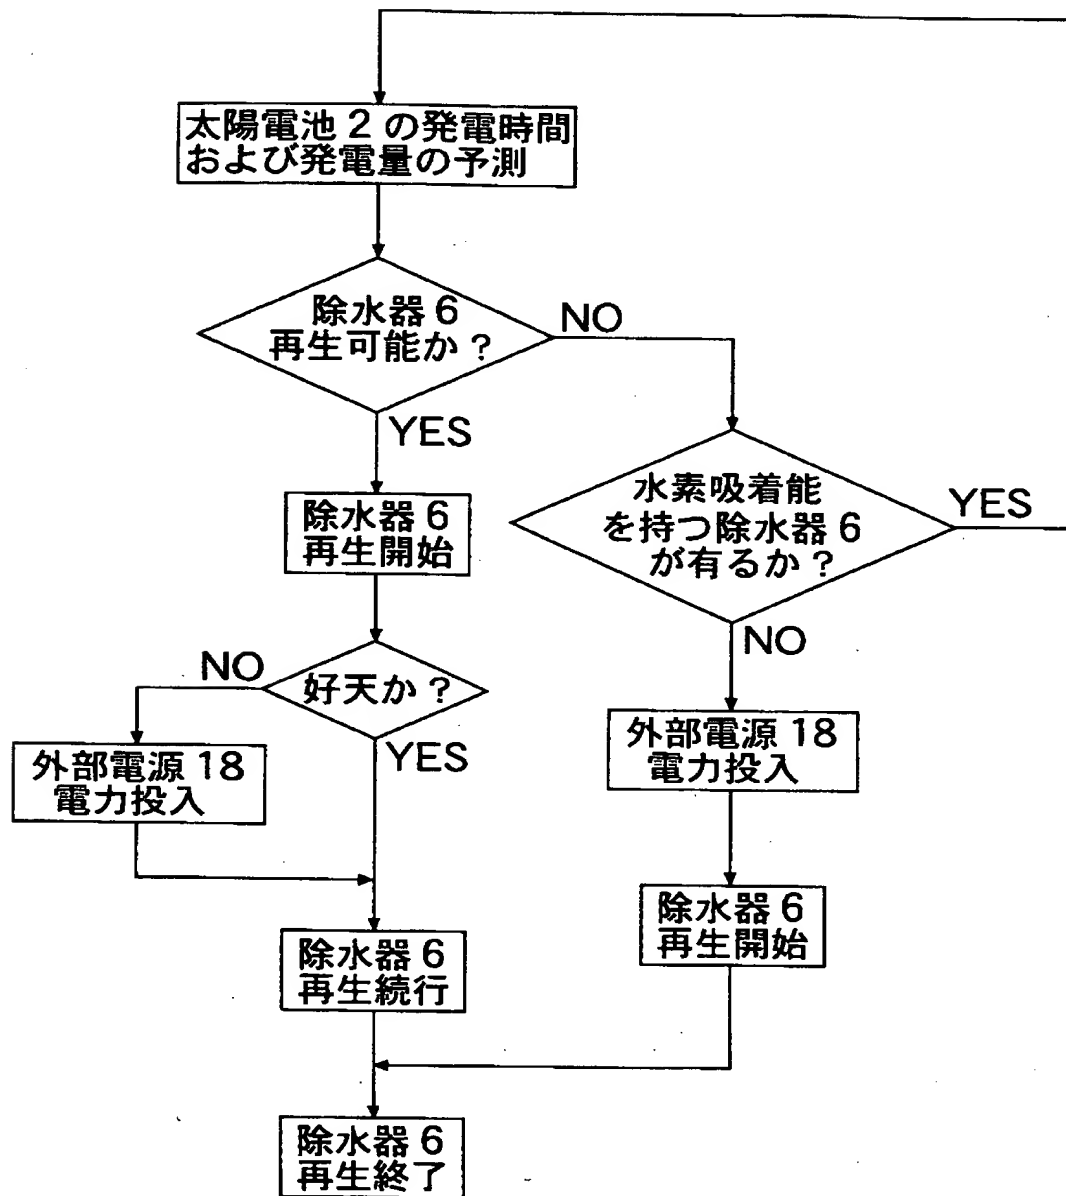 太陽電池2の発電時間
および発電量の予測
除水器6
再生可能か?
NO
YES
水素吸着能
を持つ除水器6
が有るか?
YES
NO
除水器6
再生開始
好天か?
NO
YES
外部電源18
電力投入
外部電源18
電力投入
除水器6
再生開始
除水器6
再生続行
除水器6
再生終了